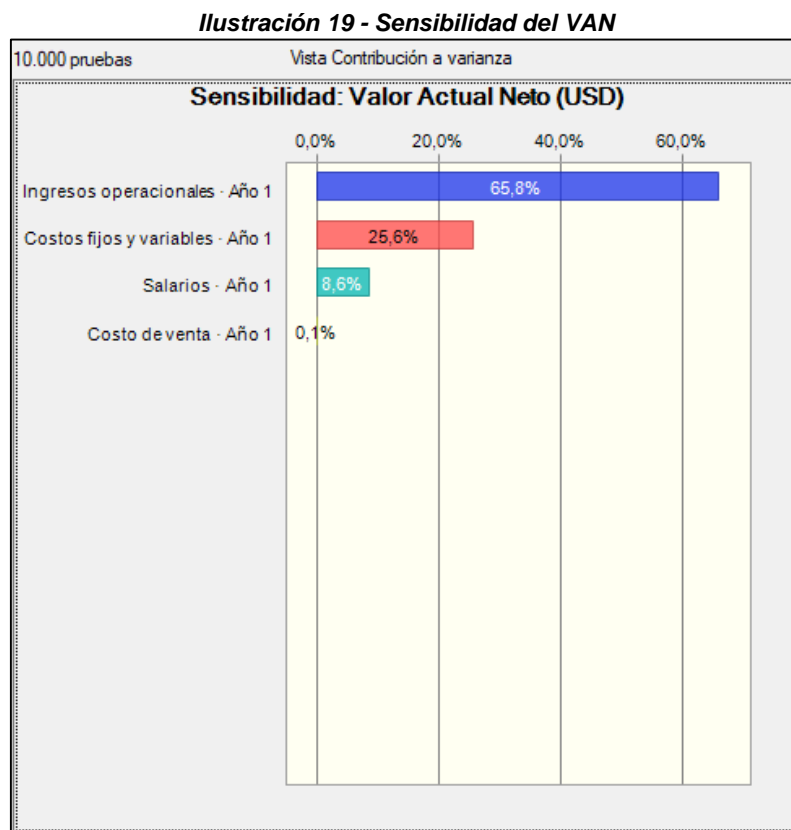 Ilustración 19 - Sensibilidad del VAN
10.000 pruebas Vista Contribución a varianza
Sensibilidad: Valor Actual Neto (USD)
0,0% 20,0% 40,0% 60,0%
Ingresos operacionales - Año 1 65,8%
Costos fijos y variables - Año 1 25,6%
Salarios - Año 1 8,6%
Costo de venta - Año 1 0,1%